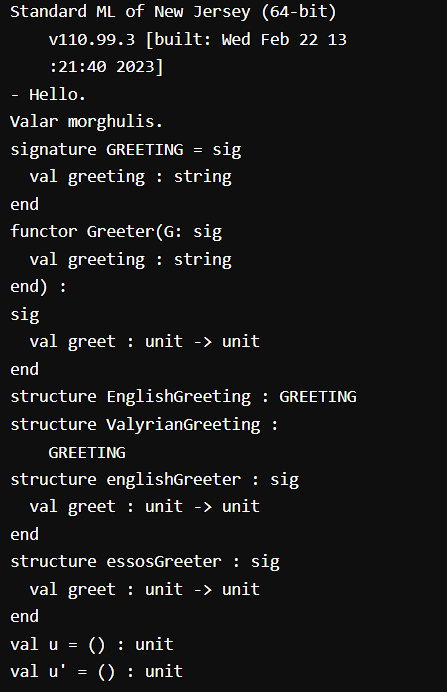 Standard ML of New Jersey (64-bit)
    v110.99.3 [built: Wed Feb 22 13
    :21:40 2023]
- Hello.
Valar morghulis.
signature GREETING = sig
  val greeting : string
end
functor Greeter(G: sig
  val greeting : string
end) :
sig
  val greet : unit -> unit
end
structure EnglishGreeting : GREETING
structure ValyrianGreeting :
    GREETING
structure englishGreeter : sig
  val greet : unit -> unit
end
structure essosGreeter : sig
  val greet : unit -> unit
end
val u = () : unit
val u' = () : unit